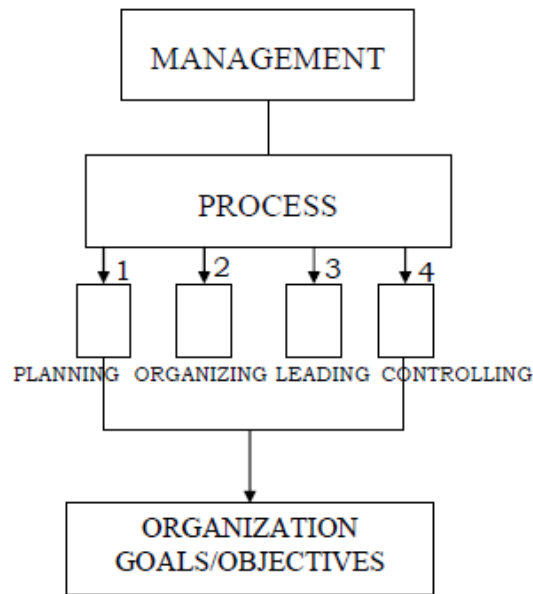 MANAGEMENT
PROCESS
1 2 3 4
PLANNING ORGANIZING LEADING CONTROLLING
ORGANIZATION
GOALS/OBJECTIVES